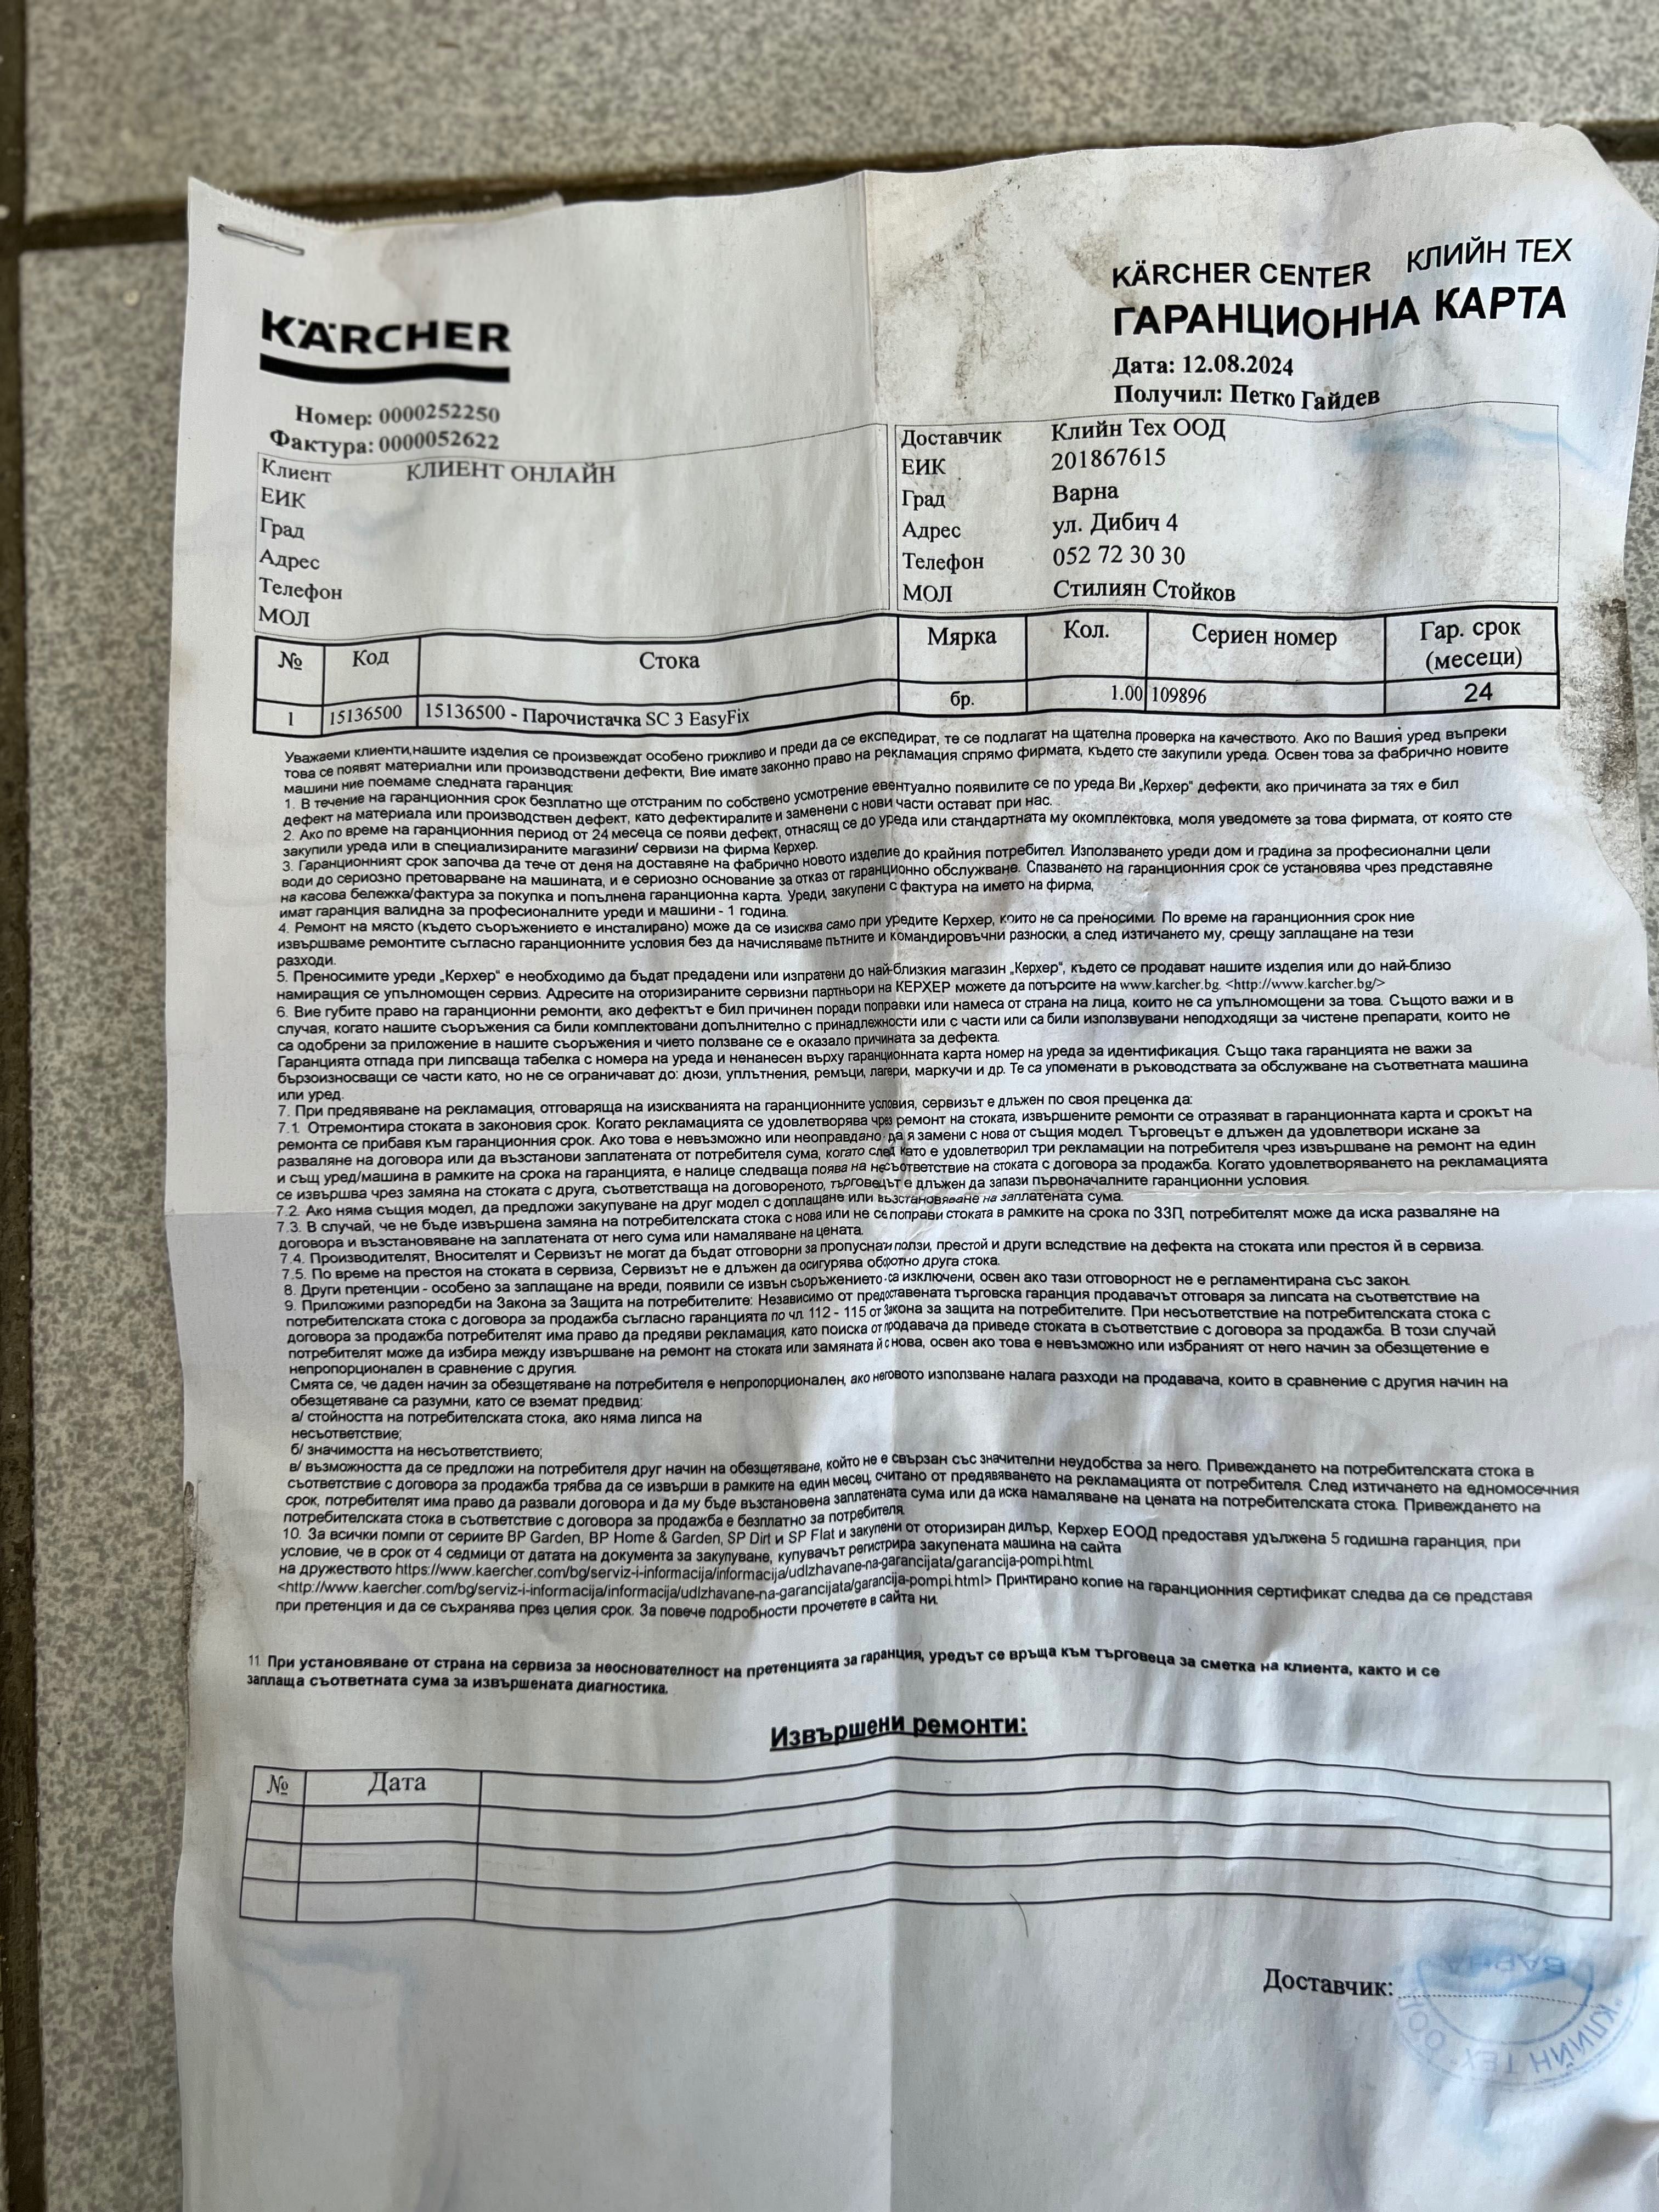 KÄRCHER CENTER КЛИЙН ТЕХ
ГАРАНЦИОННА КАРТА
Дата: 12.08.2024
Получил: Петко Гайдев
KÄRCHER
Номер: 0000252250
Фактура: 0000052622
Клиент КЛИЕНТ ОНЛАЙН
ЕИК
Град
Адрес
Телефон
МОЛ
Доставчик Клийн Тех ООД
ЕИК 201867615
Град Варна
Адрес ул. Дибич 4
Телефон 052 72 30 30
МОЛ Стилиян Стойков
№ Код Стока Мярка Кол. Сериен номер Гар. срок (месеци)
1 15136500 15136500 - Парочистачка SC 3 EasyFix бр. 1.00 109896 24
Уважаеми клиенти,нашите изделия се произвеждат особено грижливо и преди да се експедират, те се подлагат на щателна проверка на качеството. Ако по Вашия уред въпреки
това се появят материални или производствени дефекти, Вие имате законно право на рекламация спрямо фирмата, където сте закупили уреда. Освен това за фабрично новите
машини ние поемаме следната гаранция:
1. В течение на гаранционния срок безплатно ще отстраним по собствено усмотрение евентуално появилите се по уреда Ви „Керхер" дефекти, ако причината за тях е бил
дефект на материала или производствен дефект, като дефектиралите и заменени с нови части остават при нас.
2. Ако по време на гаранционния период от 24 месеца се появи дефект, отнасящ се до уреда или стандартната му окомплектовка, моля уведомете за това фирмата, от която сте
закупили уреда или в специализираните магазини/ сервизи на фирма Керхер.
3. Гаранционният срок започва да тече от деня на доставяне на фабрично новото изделие до крайния потребител. Използването уреди дом и градина за професионални цели
води до сериозно претоварване на машината, и е сериозно основание за отказ от гаранционно обслужване. Спазването на гаранционния срок се установява чрез представяне
на касова бележка/фактура за покупка и попълнена гаранционна карта. Уреди, закупени с фактура на името на фирма,
имат гаранция валидна за професионалните уреди и машини - 1 година.
4. Ремонт на място (където съоръжението е инсталирано) може да се изисква само при уредите Керхер, които не са преносими. По време на гаранционния срок ние
извършваме ремонтите съгласно гаранционните условия без да начисляваме пътните и командировъчни разноски, а след изтичането му, срещу заплащане на тези
разходи.
5. Преносимите уреди „Керхер" е необходимо да бъдат предадени или изпратени до най-близкия магазин „Керхер", където се продават нашите изделия или до най-близо
намиращия се упълномощен сервиз. Адресите на оторизираните сервизни партньори на КЕРХЕР можете да потърсите на www.karcher.bg. <http://www.karcher.bg/>
6. Вие губите право на гаранционни ремонти, ако дефектът е бил причинен поради поправки или намеса от страна на лица, които не са упълномощени за това. Същото важи и в
случая, когато нашите съоръжения са били комплектовани допълнително с принадлежности или с части или са били използвувани неподходящи за чистене препарати, които не
са одобрени за приложение в нашите съоръжения и чието ползване се е оказало причината за дефекта.
Гаранцията отпада при липсваща табелка с номера на уреда и ненанесен върху гаранционната карта номер на уреда за идентификация. Също така гаранцията не важи за
бързоизносващи се части като, но не се ограничават до: дюзи, уплътнения, ремъци, лагери, маркучи и др. Те са упоменати в ръководствата за обслужване на съответната машина
или уред.
7. При предявяване на рекламация, отговаряща на изискванията на гаранционните условия, сервизът е длъжен по своя преценка да:
7.1. Отремонтира стоката в законовия срок. Когато рекламацията се удовлетворява чрез ремонт на стоката, извършените ремонти се отразяват в гаранционната карта и срокът на
ремонта се прибавя към гаранционния срок. Ако това е невъзможно или неоправдано да я замени с нова от същия модел. Търговецът е длъжен да удовлетвори искане за
разваляне на договора или да възстанови заплатената от потребителя сума, когато след като е удовлетворил три рекламации на потребителя чрез извършване на ремонт на един
и същ уред/машина в рамките на срока на гаранцията, е налице следваща поява на несъответствие на стоката с договора за продажба. Когато удовлетворяването на рекламацията
се извършва чрез замяна на стоката с друга, съответстваща на договореното, търговецът е длъжен да запази първоначалните гаранционни условия.
7.2. Ако няма същия модел, да предложи закупуване на друг модел с доплащане или възстановяване на заплатената сума.
7.3. В случай, че не бъде извършена замяна на потребителската стока с нова или не се поправи стоката в рамките на срока по ЗЗП, потребителят може да иска разваляне на
договора и възстановяване на заплатената от него сума или намаляване на цената.
7.4. Производителят, Вносителят и Сервизът не могат да бъдат отговорни за пропуснати ползи, престой и други вследствие на дефекта на стоката или престоя й в сервиза.
7.5. По време на престоя на стоката в сервиза, Сервизът не е длъжен да осигурява оборотно друга стока.
8. Други претенции - особено за заплащане на вреди, появили се извън съоръжението са изключени, освен ако тази отговорност не е регламентирана със закон.
9. Приложими разпоредби на Закона за Защита на потребителите: Независимо от предоставената търговска гаранция продавачът отговаря за липсата на съответствие на
потребителската стока с договора за продажба съгласно гаранцията по чл. 112 - 115 от Закона за защита на потребителите. При несъответствие на потребителската стока с
договора за продажба потребителят има право да предяви рекламация, като поиска от продавача да приведе стоката в съответствие с договора за продажба. В този случай
потребителят може да избира между извършване на ремонт на стоката или замяната й с нова, освен ако това е невъзможно или избраният от него начин за обезщетение е
непропорционален в сравнение с другия.
Смята се, че даден начин за обезщетяване на потребителя е непропорционален, ако неговото използване налага разходи на продавача, които в сравнение с другия начин на
обезщетяване са разумни, като се вземат предвид:
а/ стойността на потребителската стока, ако няма липса на
несъответствие;
б/ значимостта на несъответствието;
в/ възможността да се предложи на потребителя друг начин на обезщетяване, който не е свързан със значителни неудобства за него. Привеждането на потребителската стока в
съответствие с договора за продажба трябва да се извърши в рамките на един месец, считано от предявяването на рекламацията от потребителя. След изтичането на едномесечния
срок, потребителят има право да развали договора и да му бъде възстановена заплатената сума или да иска намаляване на цената на потребителската стока. Привеждането на
потребителската стока в съответствие с договора за продажба е безплатно за потребителя.
10. За всички помпи от сериите BP Garden, BP Home & Garden, SP Dirt и SP Flat и закупени от оторизиран дилър, Керхер ЕООД предоставя удължена 5 годишна гаранция, при
условие, че в срок от 4 седмици от датата на документа за закупуване, купувачът регистрира закупената машина на сайта
на дружеството https://www.kaercher.com/bg/serviz-i-informacija/informacija/udlzhavane-na-garancijata/garancija-pompi.html
<http://www.kaercher.com/bg/serviz-i-informacija/informacija/udlzhavane-na-garancijata/garancija-pompi.html> Принтирано копие на гаранционния сертификат следва да се представя
при претенция и да се съхранява през целия срок. За повече подробности прочетете в сайта ни.
11. При установяване от страна на сервиза за неоснователност на претенцията за гаранция, уредът се връща към търговеца за сметка на клиента, както и се
заплаща съответната сума за извършената диагностика.
Извършени ремонти:
№ Дата
Доставчик:
ВАРНА
"КЛИЙН ТЕХ" ООД